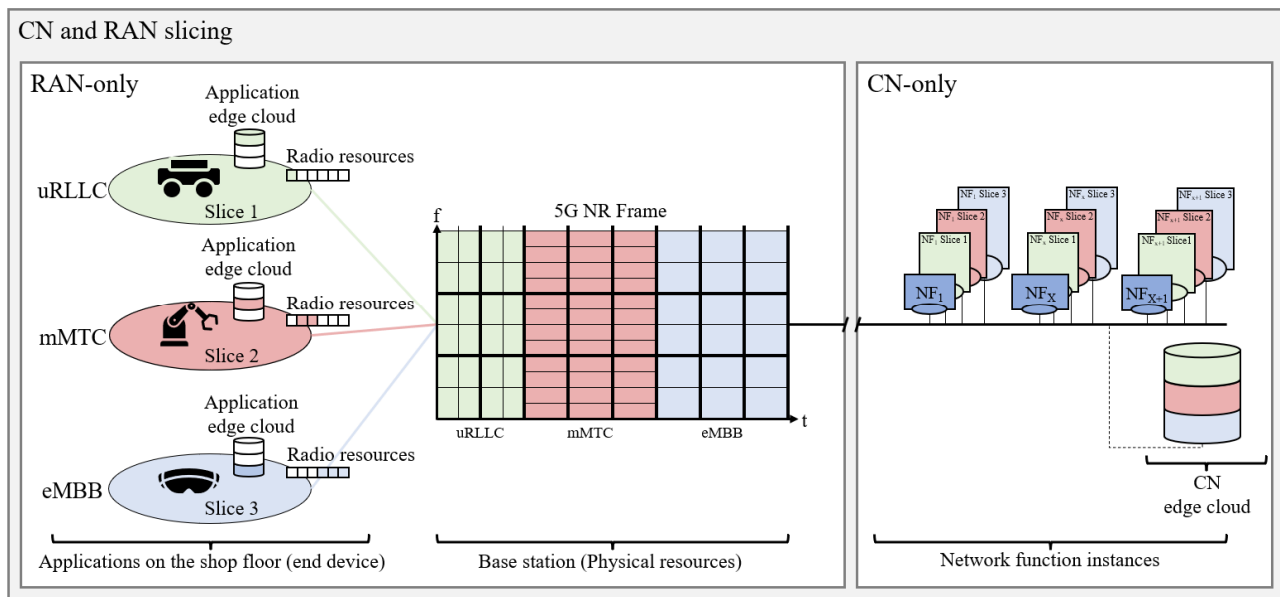 CN and RAN slicing
RAN-only
Application
edge cloud
Radio resources
uRLLC
Slice 1
Application
edge cloud
Radio resources
mMTC
Slice 2
Application
edge cloud
Radio resources
eMBB
Slice 3
Applications on the shop floor (end device)
5G NR Frame
f
t
uRLLC
mMTC
eMBB
Base station (Physical resources)
CN-only
NF₁ Slice 3
NF₁ Slice 2
NF₁ Slice 1
NF₁
NFₓ Slice 3
NFₓ Slice 2
NFₓ Slice 1
NFX
NFₓ₊₁ Slice 3
NFₓ₊₁ Slice 2
NFₓ₊₁ Slice1
NFX+1
CN
edge cloud
Network function instances